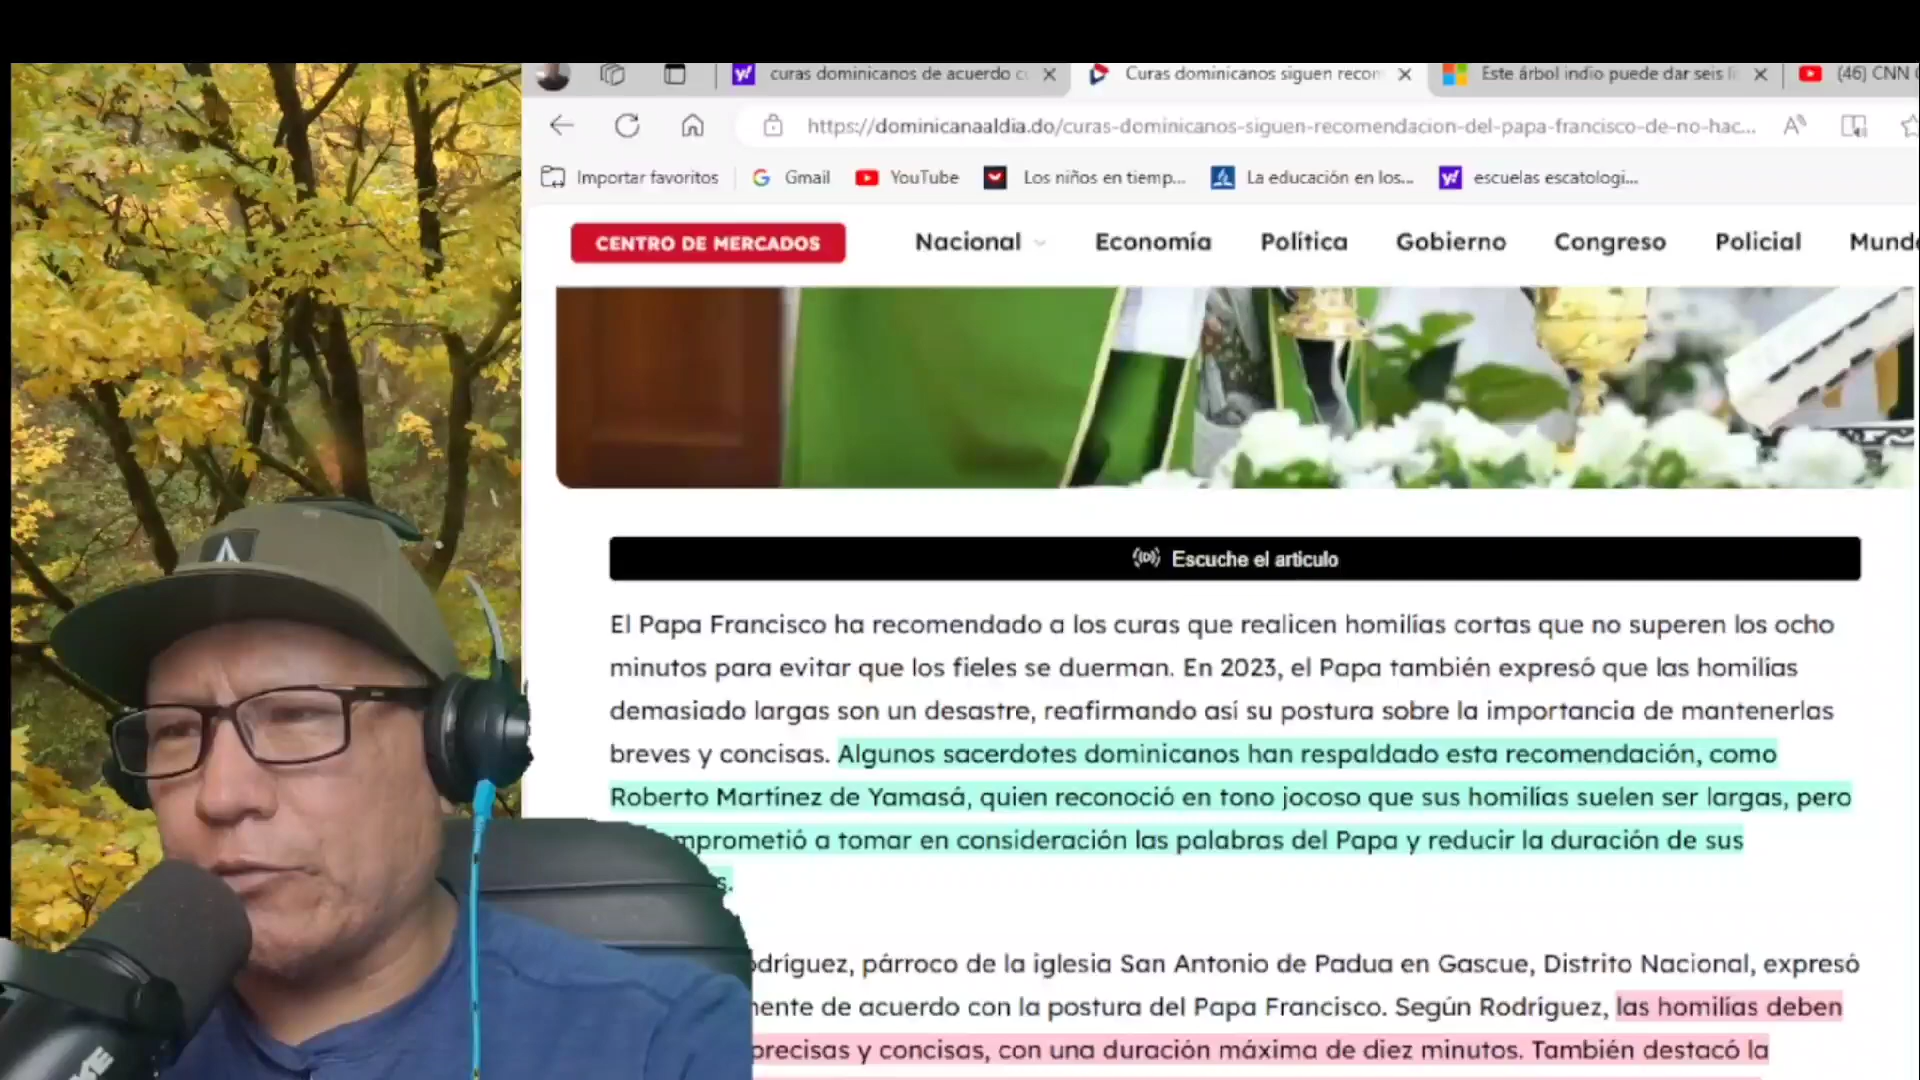 curas dominicanos de acuerdo c
Curas dominicanos siguen recom
Este árbol indio puede dar seis li
(46) CNN
https://dominicanaaldia.do/curas-dominicanos-siguen-recomendacion-del-papa-francisco-de-no-hac...
Importar favoritos
Gmail
YouTube
Los niños en tiemp...
La educación en los...
escuelas escatologi...
CENTRO DE MERCADOS
Nacional
Economía
Política
Gobierno
Congreso
Policial
Mundo
Escuche el articulo
El Papa Francisco ha recomendado a los curas que realicen homilías cortas que no superen los ocho
minutos para evitar que los fieles se duerman. En 2023, el Papa también expresó que las homilías
demasiado largas son un desastre, reafirmando así su postura sobre la importancia de mantenerlas
breves y concisas. Algunos sacerdotes dominicanos han respaldado esta recomendación, como
Roberto Martínez de Yamasá, quien reconoció en tono jocoso que sus homilías suelen ser largas, pero
mprometió a tomar en consideración las palabras del Papa y reducir la duración de sus
s.
dríguez, párroco de la iglesia San Antonio de Padua en Gascue, Distrito Nacional, expresó
mente de acuerdo con la postura del Papa Francisco. Según Rodríguez, las homilías deben
precisas y concisas, con una duración máxima de diez minutos. También destacó la